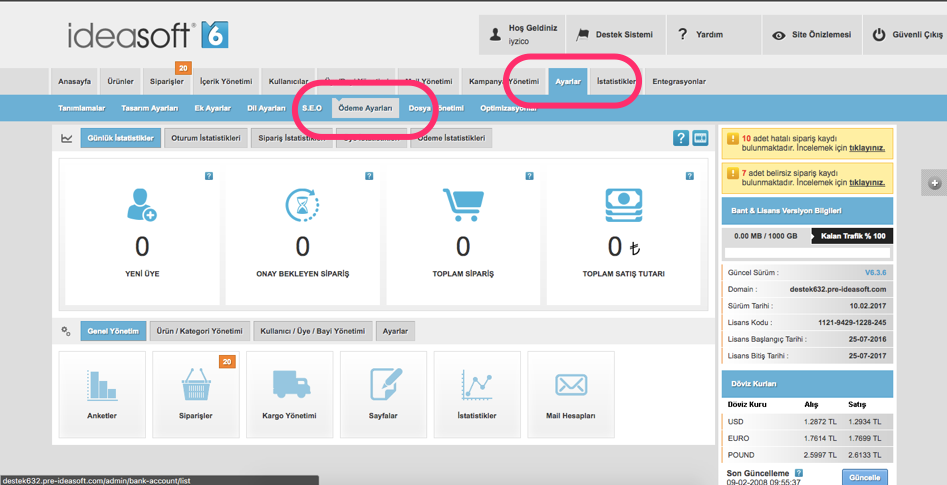 ideasoft 6
Hoş Geldiniz
iyzico
Destek Sistemi
? Yardım
Site Önizlemesi
Güvenli Çıkış
20
Anasayfa Ürünler Siparişler İçerik Yönetimi Kullanıcılar Yönetimi Kampanya Yönetimi Ayarlar İstatistikler Entegrasyonlar
Tanımlamalar Tasarım Ayarları Ek Ayarlar Dil Ayarları S.E.O Ödeme Ayarları Dosya Yönetimi Optimizasyonlar
Günlük İstatistikler Oturum İstatistikleri Sipariş İstatistikleri Üye İstatistikleri Ödeme İstatistikleri ?
? ? ? ?
0 0 0 0 ₺
YENİ ÜYE ONAY BEKLEYEN SİPARİŞ TOPLAM SİPARİŞ TOPLAM SATIŞ TUTARI
Genel Yönetim Ürün / Kategori Yönetimi Kullanıcı / Üye / Bayi Yönetimi Ayarlar
20
Anketler Siparişler Kargo Yönetimi Sayfalar İstatistikler Mail Hesapları
10 adet hatalı sipariş kaydı
bulunmaktadır. İncelemek için tıklayınız.
7 adet belirsiz sipariş kaydı
bulunmaktadır. İncelemek için tıklayınız.
Bant & Lisans Versiyon Bilgileri
0.00 MB / 1000 GB Kalan Trafik % 100
Güncel Sürüm : V6.3.6
Domain : destek632.pre-ideasoft.com
Sürüm Tarihi : 10.02.2017
Lisans Kodu : 1121-9429-1228-245
Lisans Başlangıç Tarihi : 25-07-2016
Lisans Bitiş Tarihi : 25-07-2017
Döviz Kurları
Döviz Kuru Alış Satış
USD 1.2872 TL 1.2934 TL
EURO 1.7614 TL 1.7699 TL
POUND 2.5997 TL 2.6133 TL
Son Güncelleme ?
09-02-2008 09:55:37
Güncelle
destek632.pre-ideasoft.com/admin/bank-account/list